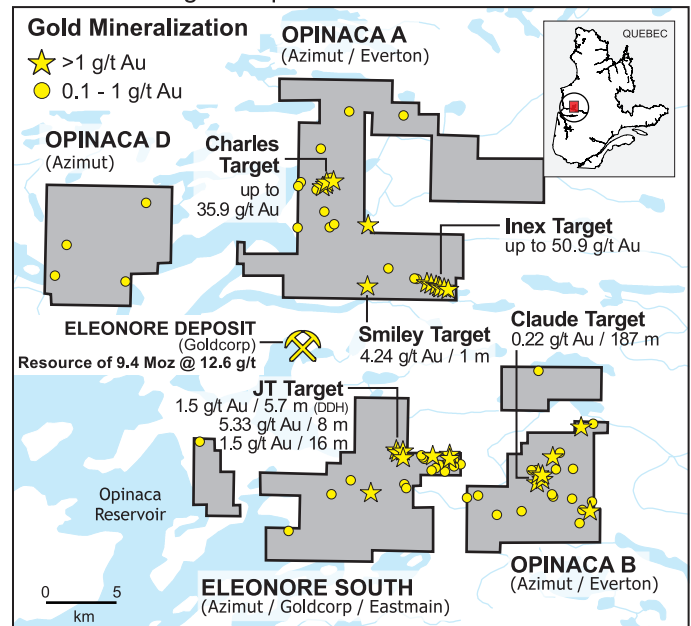 Gold Mineralization
>1 g/t Au
0.1 - 1 g/t Au
OPINACA A
(Azimut / Everton)
QUEBEC
OPINACA D
(Azimut)
Charles
Target
up to
35.9 g/t Au
Inex Target
up to 50.9 g/t Au
ELEONORE DEPOSIT
(Goldcorp)
Resource of 9.4 Moz @ 12.6 g/t
Smiley Target
4.24 g/t Au / 1 m
Claude Target
0.22 g/t Au / 187 m
JT Target
1.5 g/t Au / 5.7 m (DDH)
5.33 g/t Au / 8 m
1.5 g/t Au / 16 m
Opinaca
Reservoir
0 5
km
ELEONORE SOUTH
(Azimut / Goldcorp / Eastmain)
OPINACA B
(Azimut / Everton)